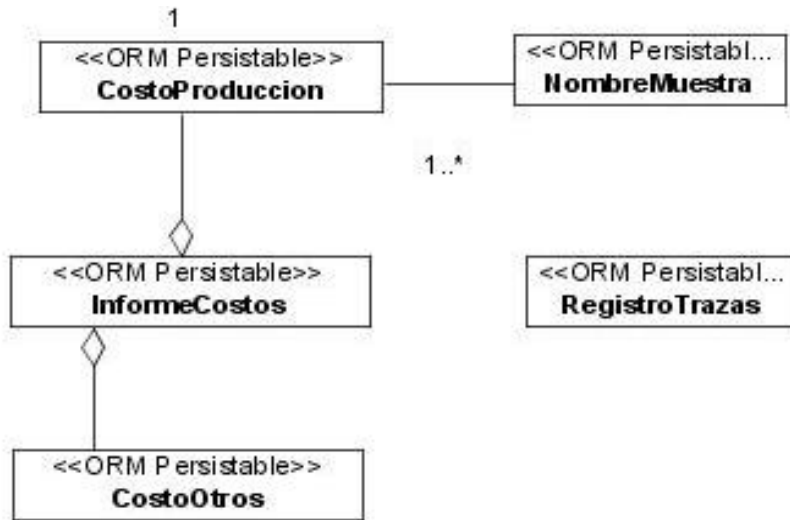 1
<<ORM Persistable>>
CostoProduccion
<<ORM Persistabl...
NombreMuestra
1..*
<<ORM Persistable>>
InformeCostos
<<ORM Persistabl...
RegistroTrazas
<<ORM Persistable>>
CostoOtros